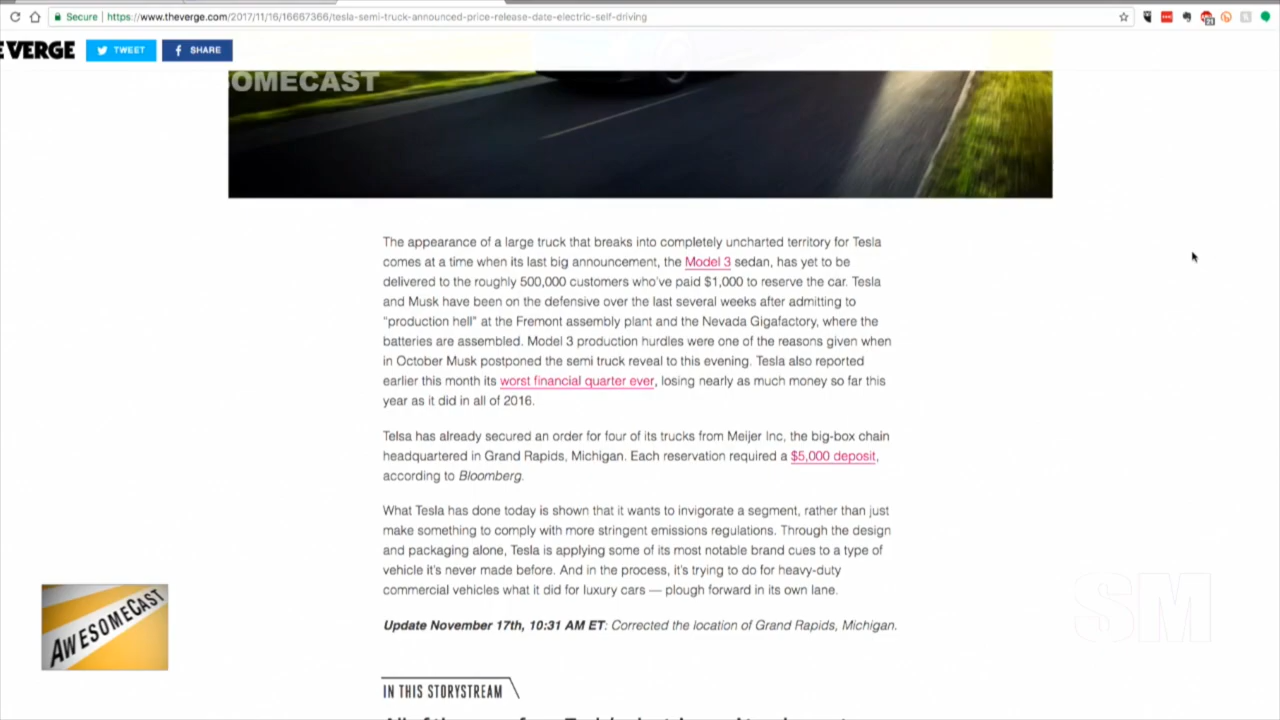 Secure https://www.theverge.com/2017/11/16/16667366/tesla-semi-truck-announced-price-release-date-electric-self-driving
E VERGE TWEET SHARE
OMECAST
The appearance of a large truck that breaks into completely uncharted territory for Tesla
comes at a time when its last big announcement, the Model 3 sedan, has yet to be
delivered to the roughly 500,000 customers who've paid $1,000 to reserve the car. Tesla
and Musk have been on the defensive over the last several weeks after admitting to
“production hell” at the Fremont assembly plant and the Nevada Gigafactory, where the
batteries are assembled. Model 3 production hurdles were one of the reasons given when
in October Musk postponed the semi truck reveal to this evening. Tesla also reported
earlier this month its worst financial quarter ever, losing nearly as much money so far this
year as it did in all of 2016.
Telsa has already secured an order for four of its trucks from Meijer Inc, the big-box chain
headquartered in Grand Rapids, Michigan. Each reservation required a $5,000 deposit,
according to Bloomberg.
What Tesla has done today is shown that it wants to invigorate a segment, rather than just
make something to comply with more stringent emissions regulations. Through the design
and packaging alone, Tesla is applying some of its most notable brand cues to a type of
vehicle it's never made before. And in the process, it's trying to do for heavy-duty
commercial vehicles what it did for luxury cars — plough forward in its own lane.
AWESOMECAST
SM
Update November 17th, 10:31 AM ET: Corrected the location of Grand Rapids, Michigan.
IN THIS STORYSTREAM